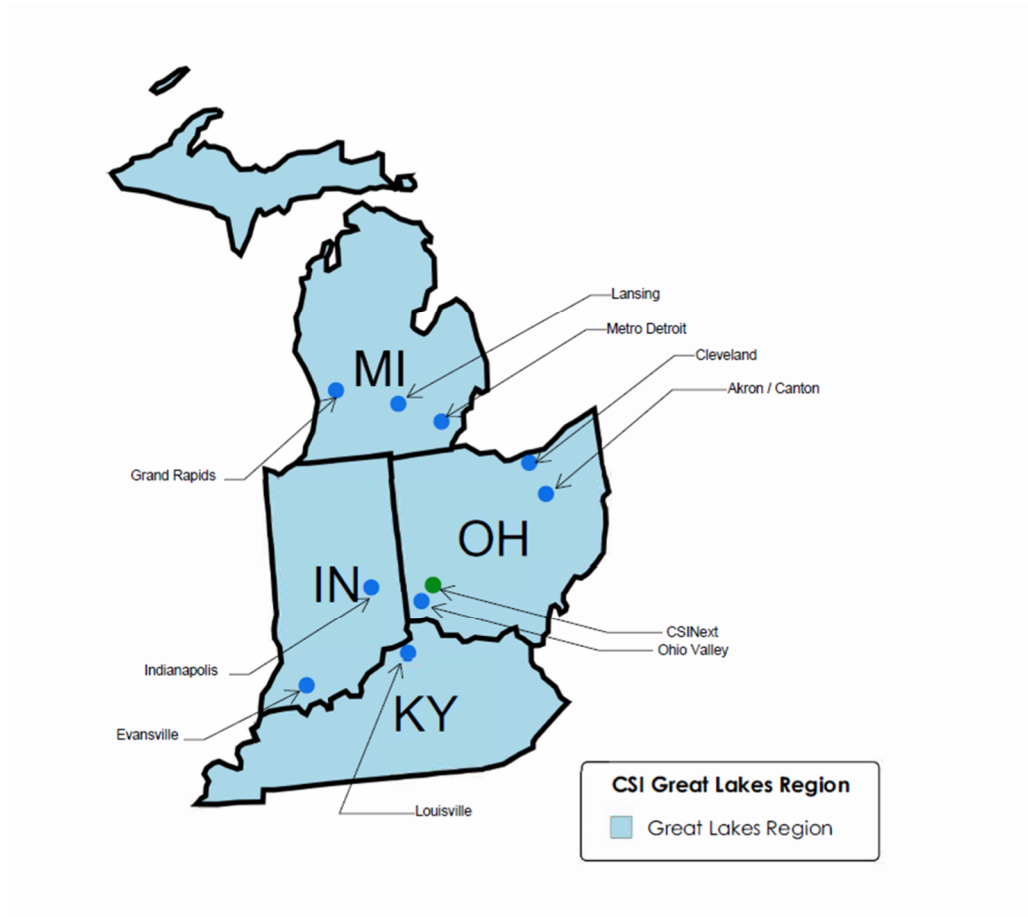 Lansing
Metro Detroit
Cleveland
MI
Akron / Canton
Grand Rapids
OH
IN
CSINext
Ohio Valley
Indianapolis
KY
Evansville
CSI Great Lakes Region
Louisville
Great Lakes Region